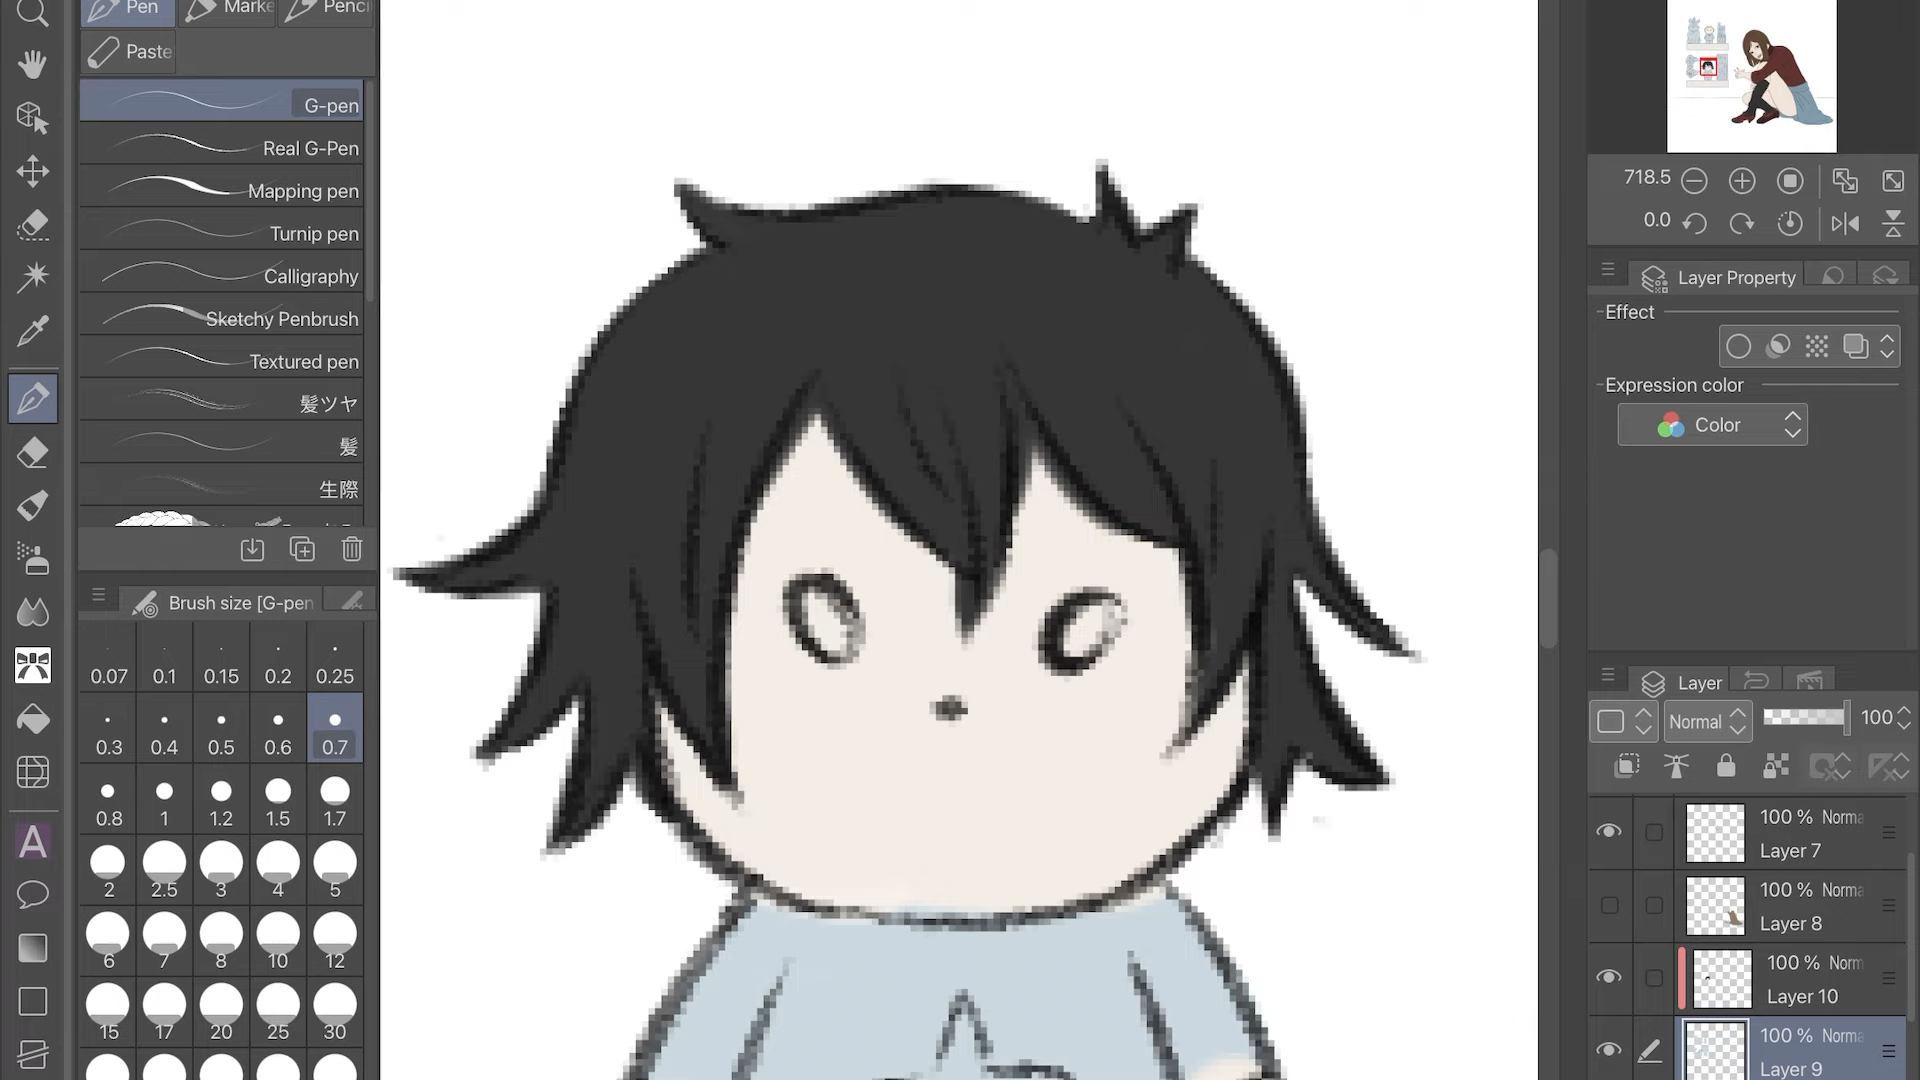 Pen
Marke
Penci
Paste
G-pen
Real G-Pen
Mapping pen
Turnip pen
Calligraphy
Sketchy Penbrush
Textured pen
髪ツヤ
髪
生際
Brush size [G-pen
0.07 0.1 0.15 0.2 0.25
0.3 0.4 0.5 0.6 0.7
0.8 1 1.2 1.5 1.7
2 2.5 3 4 5
6 7 8 10 12
15 17 20 25 30
A
718.5
0.0
Layer Property
Effect
Expression color
Color
Layer
Normal 100
100 % Norma
Layer 7
100 % Norma
Layer 8
100 % Norm
Layer 10
100 % Norma
Layer 9